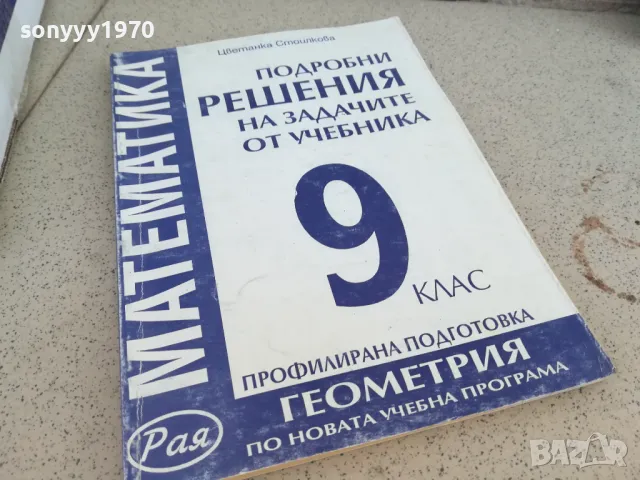 sonyyy1970
Цветанка Стоилкова
МАТЕМАТИКА
ПОДРОБНИ
РЕШЕНИЯ
НА ЗАДАЧИТЕ
ОТ УЧЕБНИКА
9
КЛАС
ПРОФИЛИРАНА ПОДГОТОВКА
ГЕОМЕТРИЯ
ПО НОВАТА УЧЕБНА ПРОГРАМА
Рая
BAZAR
bg